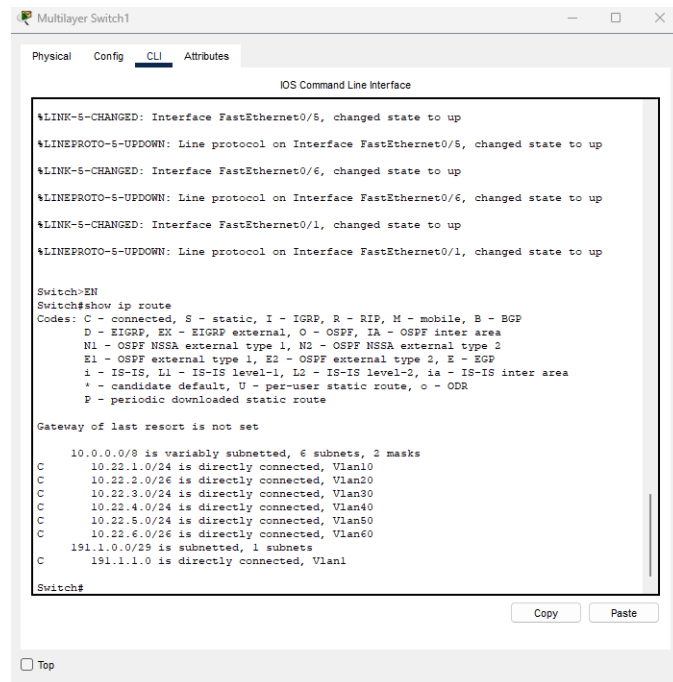 Multilayer Switch1
Physical Config CLI Attributes
IOS Command Line Interface
%LINK-5-CHANGED: Interface FastEthernet0/5, changed state to up
%LINEPROTO-5-UPDOWN: Line protocol on Interface FastEthernet0/5, changed state to up
%LINK-5-CHANGED: Interface FastEthernet0/6, changed state to up
%LINEPROTO-5-UPDOWN: Line protocol on Interface FastEthernet0/6, changed state to up
%LINK-5-CHANGED: Interface FastEthernet0/1, changed state to up
%LINEPROTO-5-UPDOWN: Line protocol on Interface FastEthernet0/1, changed state to up
Switch>EN
Switch#show ip route
Codes: C - connected, S - static, I - IGRP, R - RIP, M - mobile, B - BGP
D - EIGRP, EX - EIGRP external, O - OSPF, IA - OSPF inter area
N1 - OSPF NSSA external type 1, N2 - OSPF NSSA external type 2
E1 - OSPF external type 1, E2 - OSPF external type 2, E - EGP
i - IS-IS, L1 - IS-IS level-1, L2 - IS-IS level-2, ia - IS-IS inter area
* - candidate default, U - per-user static route, o - ODR
P - periodic downloaded static route
Gateway of last resort is not set
10.0.0.0/8 is variably subnetted, 6 subnets, 2 masks
C 10.22.1.0/24 is directly connected, Vlan10
C 10.22.2.0/26 is directly connected, Vlan20
C 10.22.3.0/24 is directly connected, Vlan30
C 10.22.4.0/24 is directly connected, Vlan40
C 10.22.5.0/24 is directly connected, Vlan50
C 10.22.6.0/26 is directly connected, Vlan60
191.1.0.0/29 is subnetted, 1 subnets
C 191.1.1.0 is directly connected, Vlan1
Switch#
Copy Paste
Top